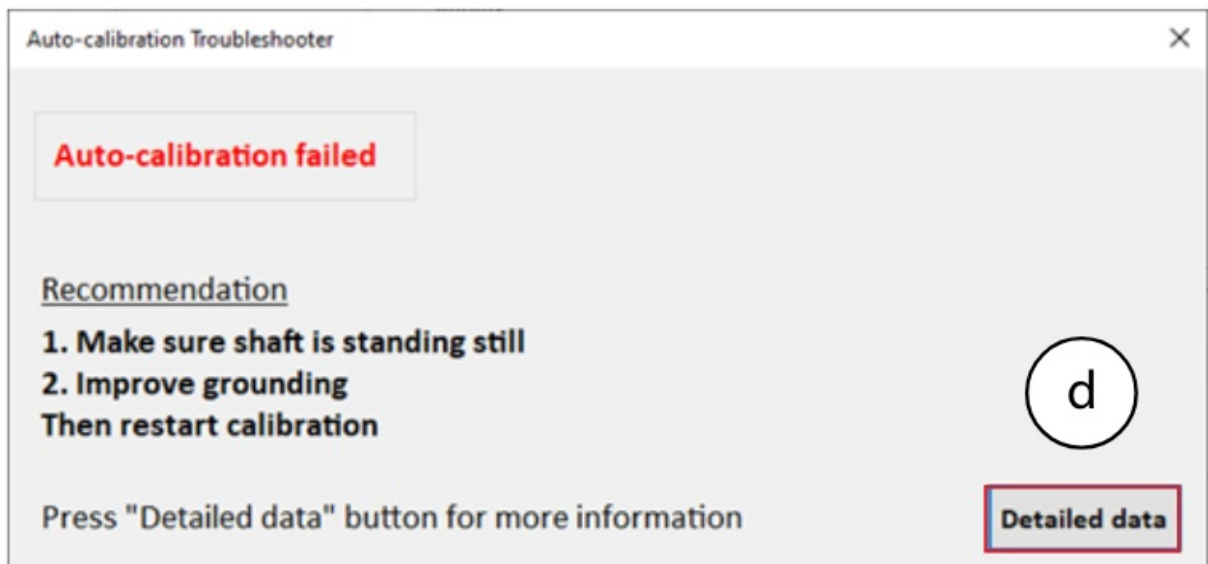 Auto-calibration Troubleshooter
Auto-calibration failed
Recommendation
1. Make sure shaft is standing still
2. Improve grounding
Then restart calibration
d
Press "Detailed data" button for more information
Detailed data